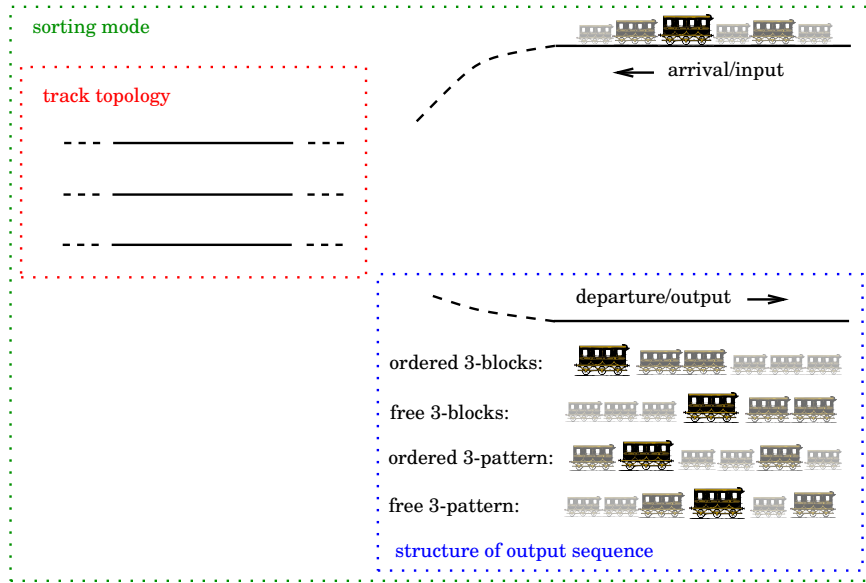 sorting mode
arrival/input
track topology
departure/output
ordered 3-blocks:
free 3-blocks:
ordered 3-pattern:
free 3-pattern:
structure of output sequence